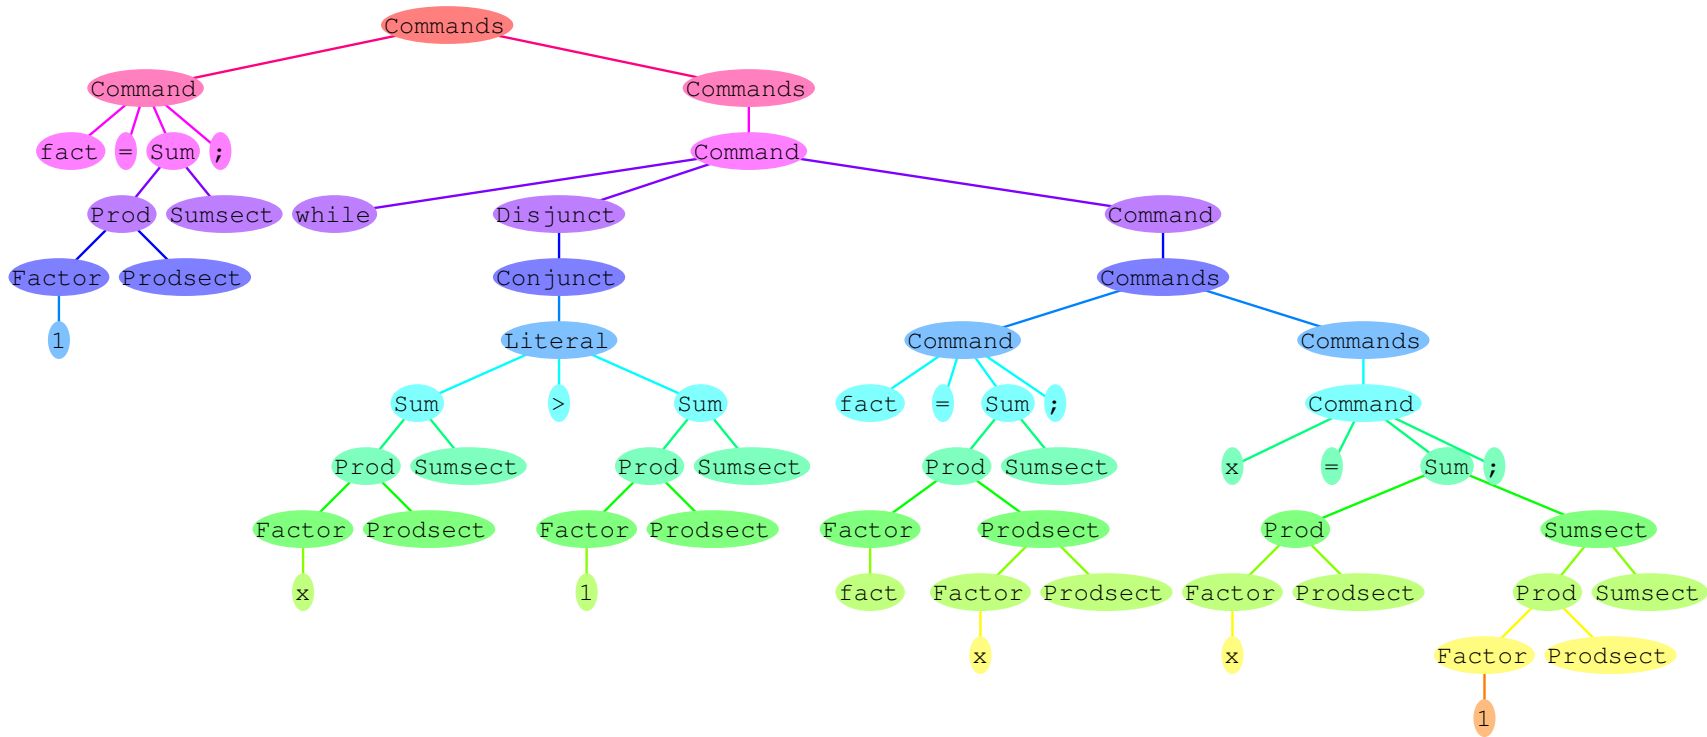 Commands
Command Commands
fact = Sum ; Command
Prod Sumsect while Disjunct Command
Factor Prodsect Conjunct Commands
1 Literal Command Commands
Sum > Sum fact = Sum ; Command
Prod Sumsect Prod Sumsect Prod Sumsect x = Sum ;
Factor Prodsect Factor Prodsect Factor Prodsect Prod Sumsect
x 1 fact Factor Prodsect Factor Prodsect Prod Sumsect
x x Factor Prodsect
1